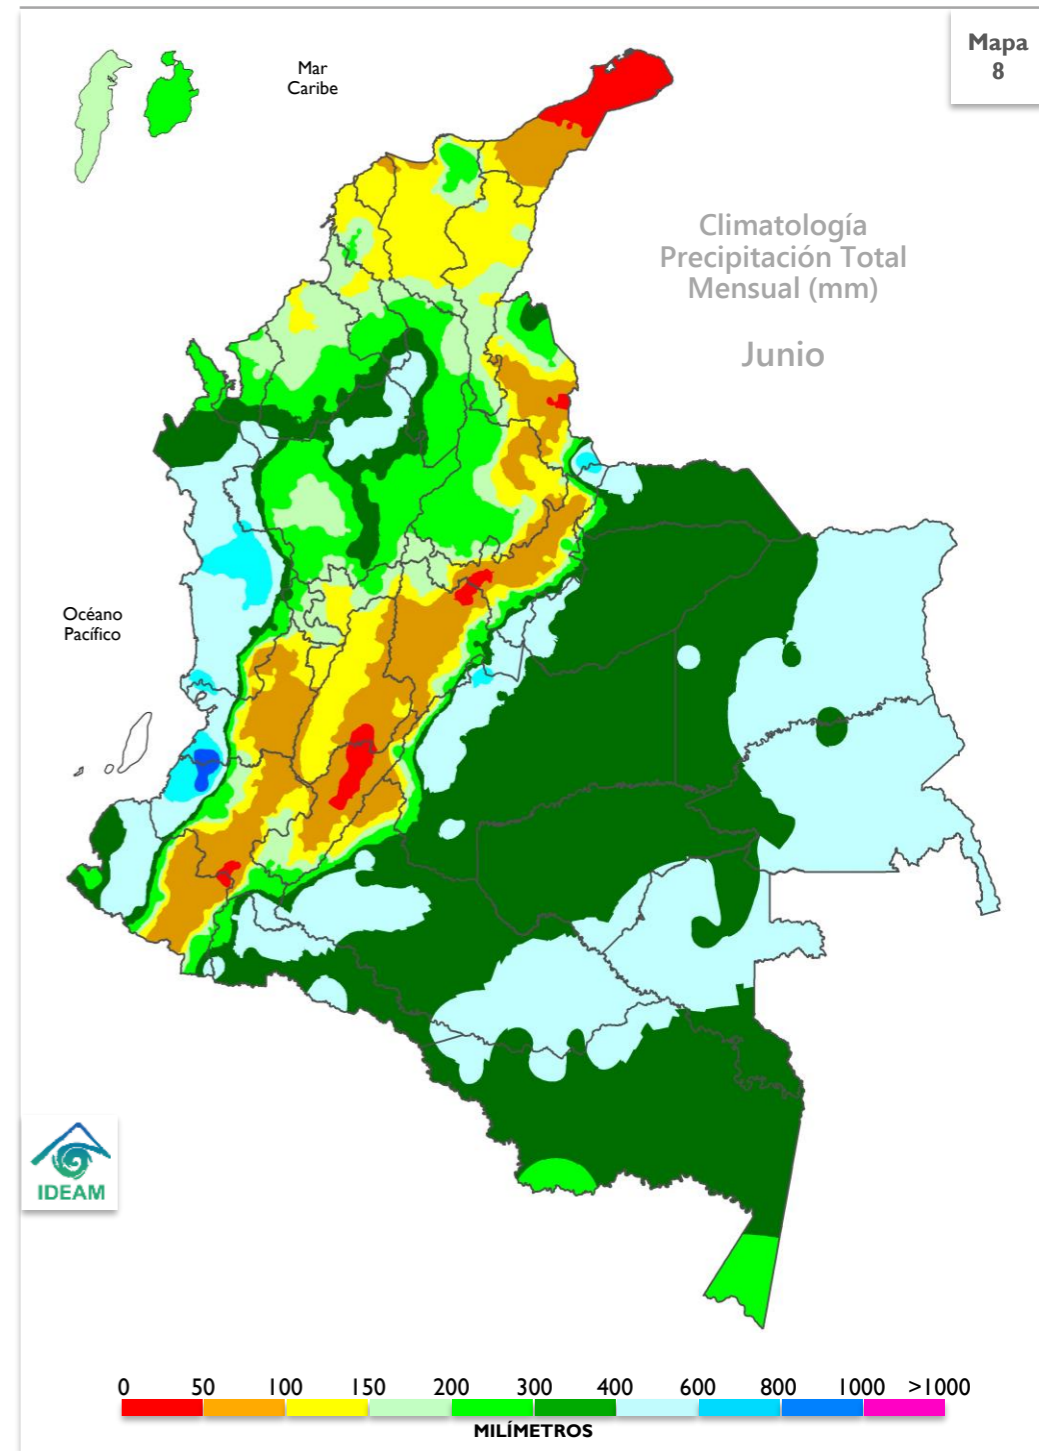 Mapa
8
Mar
Caribe
Climatología
Precipitación Total
Mensual (mm)
Junio
Océano
Pacífico
IDEAM
0 50 100 150 200 300 400 600 800 1000 >1000
MILÍMETROS